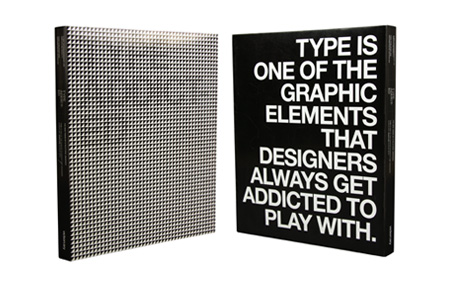 TYPE IS
ONE OF THE
GRAPHIC
ELEMENTS
THAT
DESIGNERS
ALWAYS GET
ADDICTED TO
PLAY WITH.